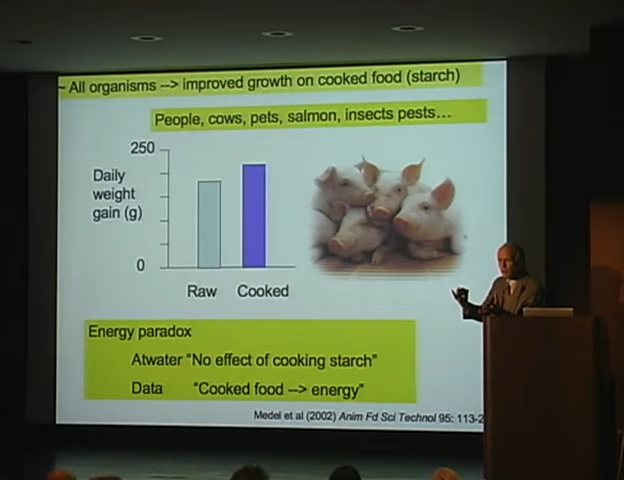 ~ All organisms --> improved growth on cooked food (starch)
People, cows, pets, salmon, insects pests...
250
Daily
weight
gain (g)
0
Raw Cooked
Energy paradox
Atwater "No effect of cooking starch"
Data "Cooked food --> energy"
Medel et al (2002) Anim Fd Sci Technol 95: 113-2